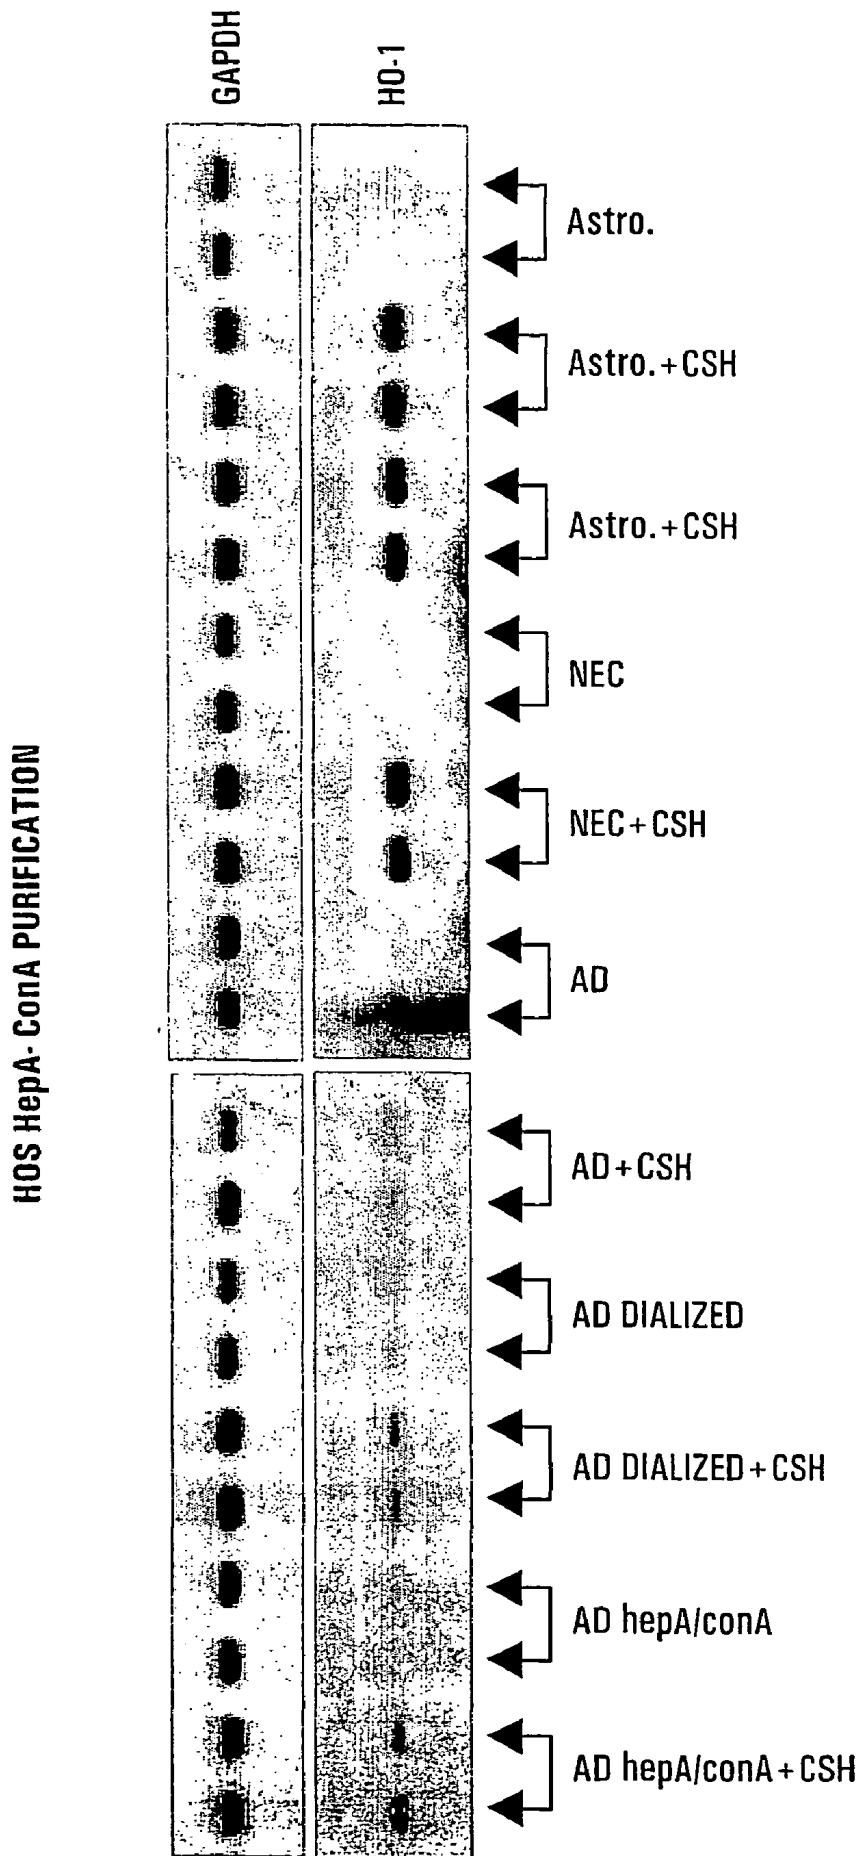 HOS HepA- ConA PURIFICATION
GAPDH
HO-1
Astro.
Astro.+CSH
Astro.+CSH
NEC
NEC+CSH
AD
AD+CSH
AD DIALIZED
AD DIALIZED+CSH
AD hepA/conA
AD hepA/conA+CSH